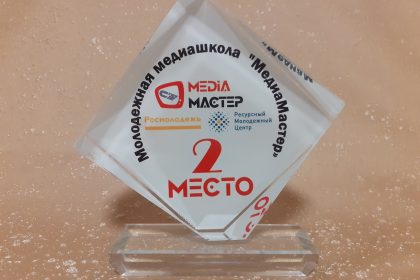 Молодежная медиашкола "МедиаМастер"
MEDIA
МАСТЕР
Росмолодежь
Ресурсный
Молодежный
Центр
2
МЕСТО